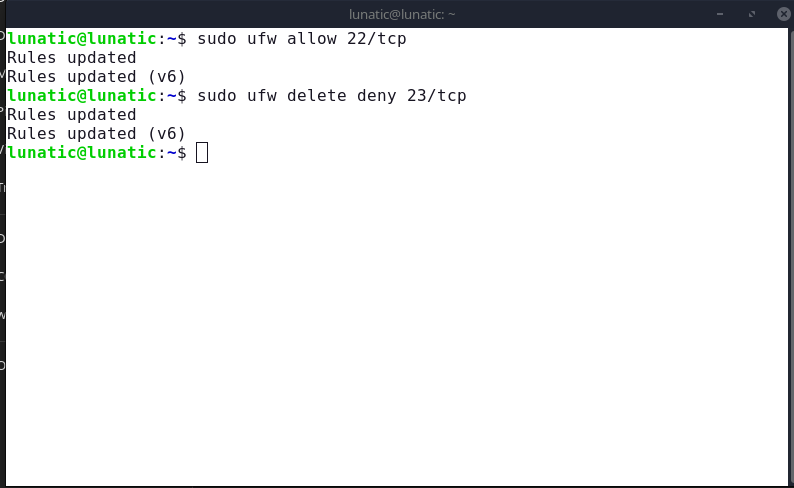 lunatic@lunatic: ~
lunatic@lunatic:~$ sudo ufw allow 22/tcp
Rules updated
Rules updated (v6)
lunatic@lunatic:~$ sudo ufw delete deny 23/tcp
Rules updated
Rules updated (v6)
lunatic@lunatic:~$